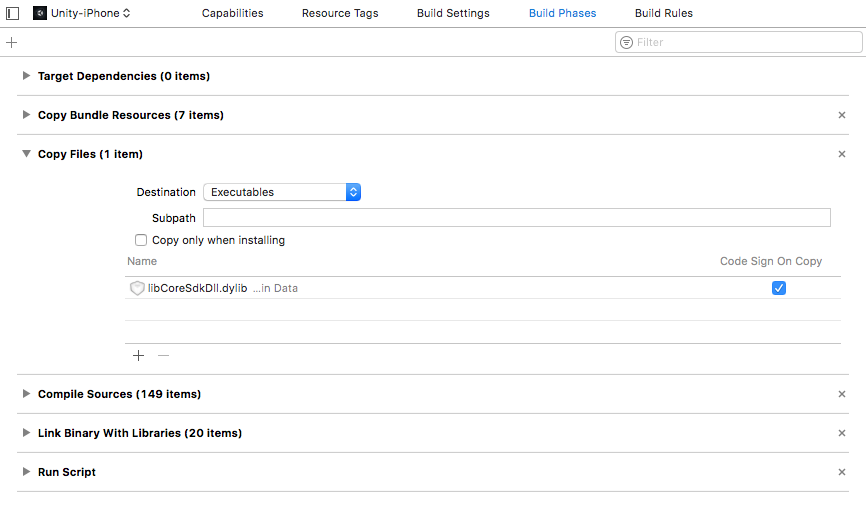 Unity-iPhone Capabilities Resource Tags Build Settings Build Phases Build Rules
Filter
Target Dependencies (0 items)
Copy Bundle Resources (7 items)
Copy Files (1 item)
Destination Executables
Subpath
Copy only when installing
Name Code Sign On Copy
libCoreSdkDll.dylib ...in Data
Compile Sources (149 items)
Link Binary With Libraries (20 items)
Run Script